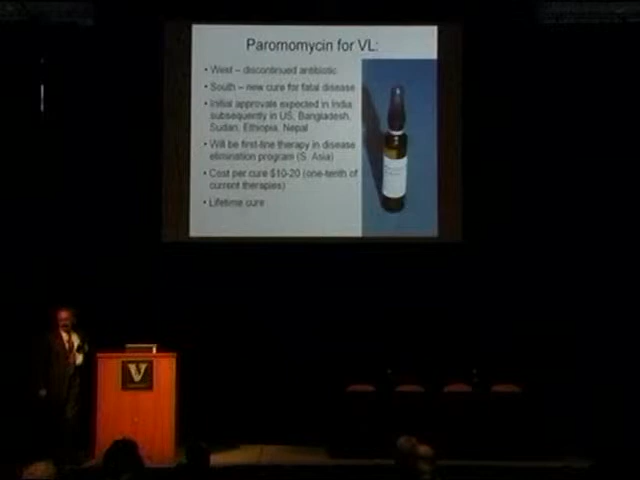 Paromomycin for VL:
• West – discontinued antibiotic
• South – new cure for fatal disease
• Initial approvals expected in India
subsequently in US, Bangladesh,
Sudan, Ethiopia, Nepal
• Will be first-line therapy in disease
elimination program (S. Asia)
• Cost per cure $10-20 (one-tenth of
current therapies)
• Lifetime cure
V